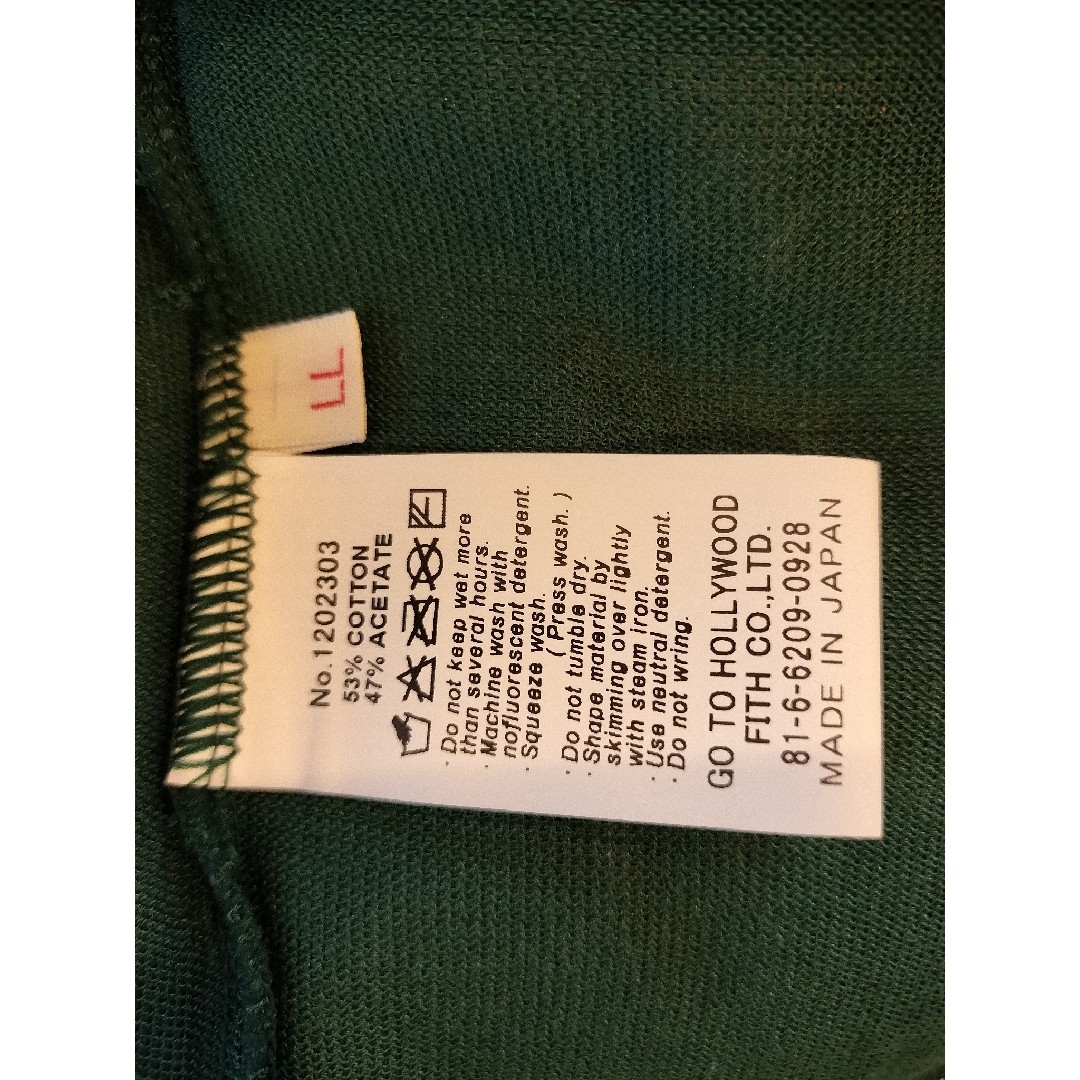 LL
No.1202303
53% COTTON
47% ACETATE
· Do not keep wet more
than several hours.
· Machine wash with
nofluorescent detergent.
· Squeeze wash.
( Press wash. )
· Do not tumble dry.
· Shape material by
skimming over lightly
with steam iron.
· Use neutral detergent.
· Do not wring.
GO TO HOLLYWOOD
FITH CO.,LTD.
81-6-6209-0928
MADE IN JAPAN